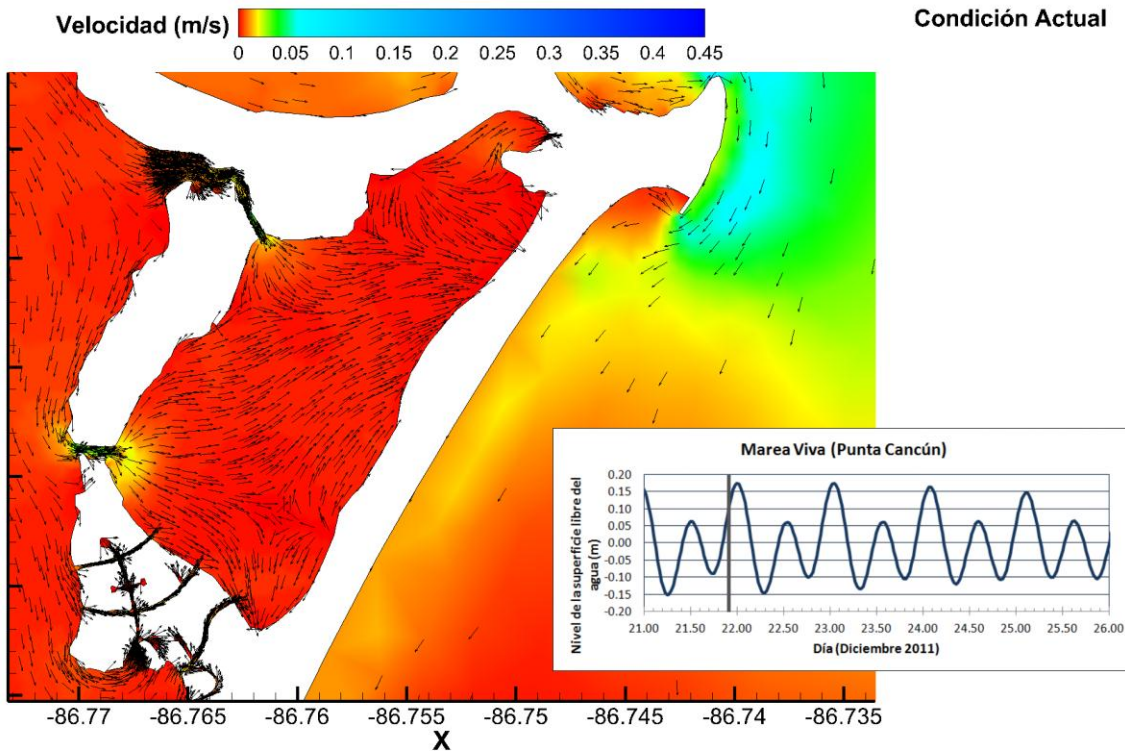 Velocidad (m/s)
0 0.05 0.1 0.15 0.2 0.25 0.3 0.35 0.4 0.45
Condición Actual
Marea Viva (Punta Cancún)
Nivel de la superficie libre del
agua (m)
0.20
0.15
0.10
0.05
0.00
-0.05
-0.10
-0.15
-0.20
21.00 21.50 22.00 22.50 23.00 23.50 24.00 24.50 25.00 25.50 26.00
Día (Diciembre 2011)
-86.77 -86.765 -86.76 -86.755 -86.75 -86.745 -86.74 -86.735
X